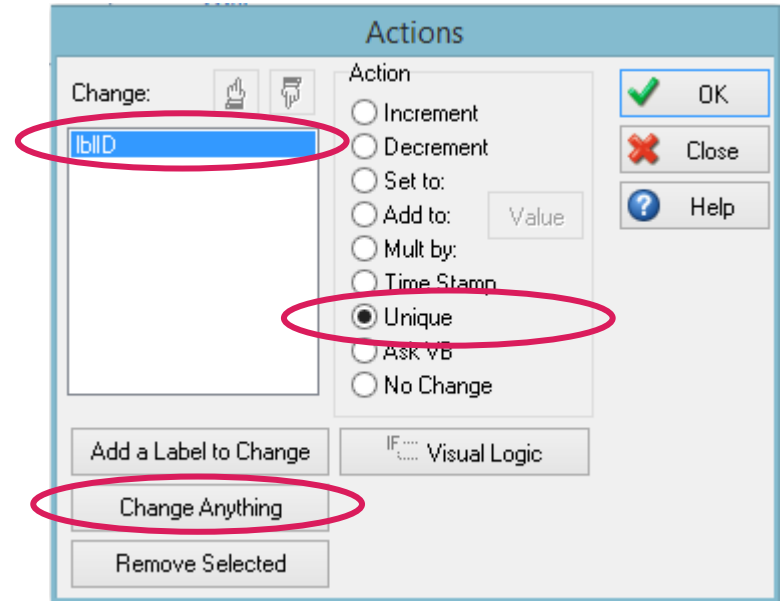 Actions
Change:
lblID
Add a Label to Change
Change Anything
Remove Selected
Action
Increment
Decrement
Set to:
Add to:
Value
Mult by:
Time Stamp
Unique
Ask VB
No Change
IF
Visual Logic
OK
Close
Help